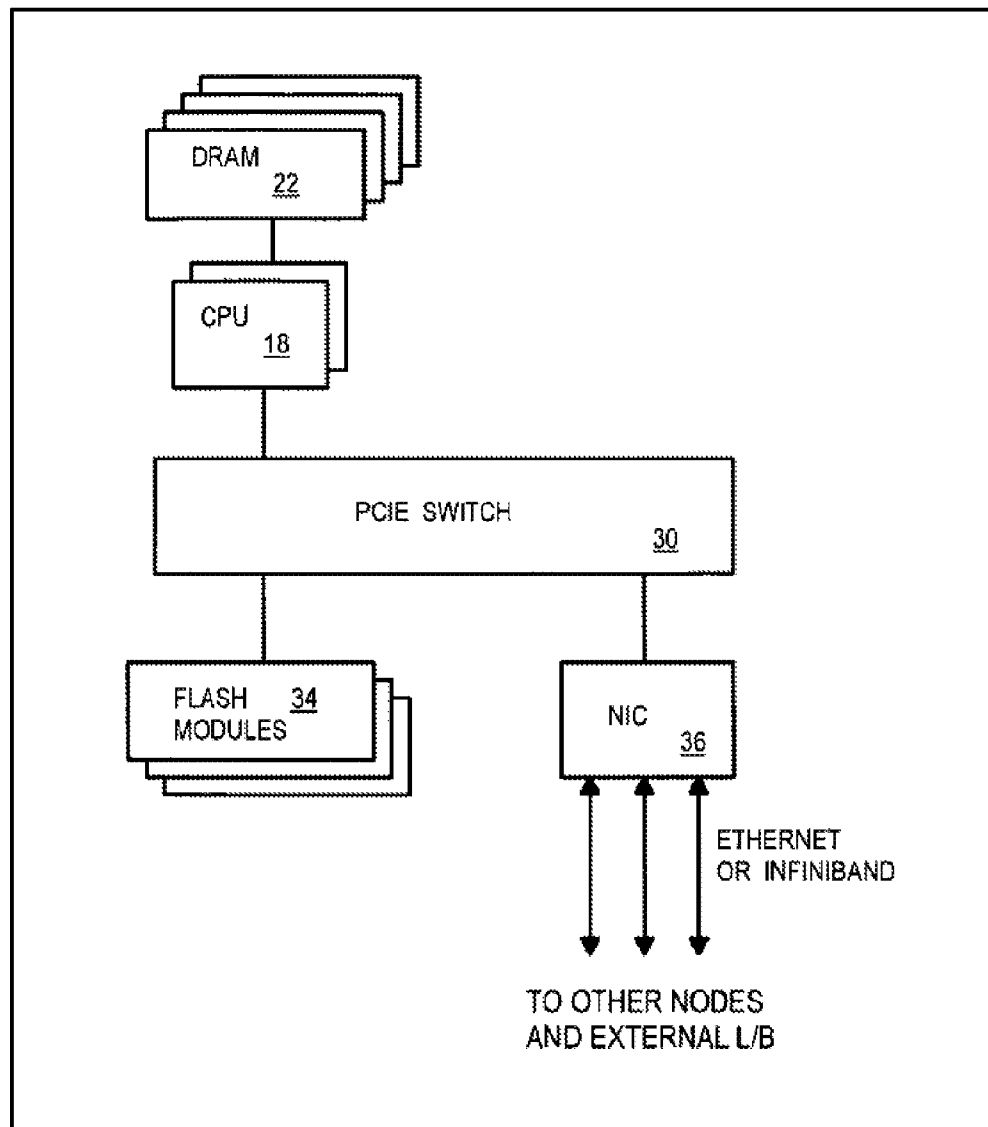 DRAM
22
CPU
18
PCIE SWITCH
30
FLASH 34
MODULES
NIC
36
ETHERNET
OR INFINIBAND
TO OTHER NODES
AND EXTERNAL L/B